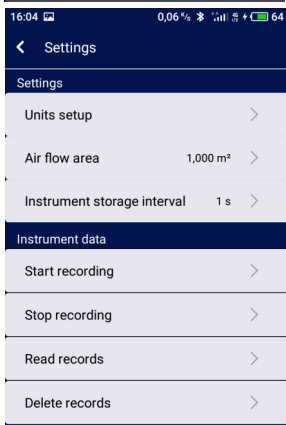 16:04 0,06 ᴷ/s 64
Settings
Settings
Units setup
Air flow area 1,000 m²
Instrument storage interval 1 s
Instrument data
Start recording
Stop recording
Read records
Delete records